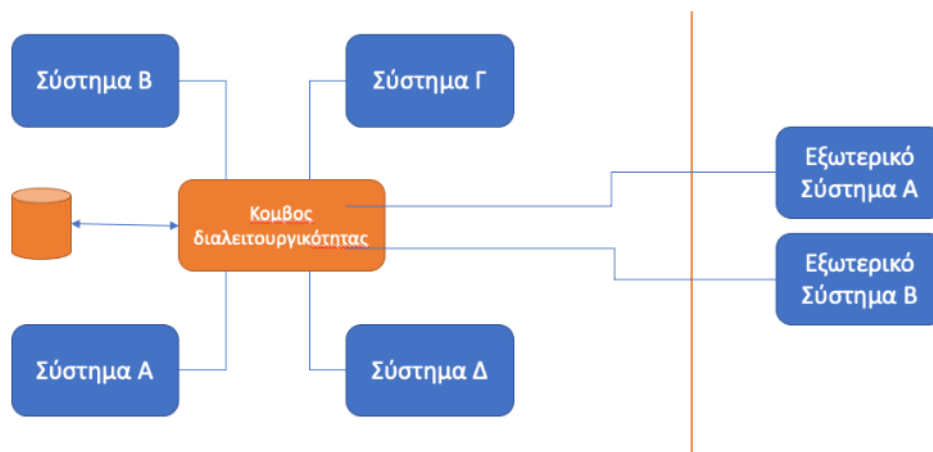 Σύστημα Β
Σύστημα Γ
Εξωτερικό
Σύστημα Α
Κομβος
διαλειτουργικότητας
Εξωτερικό
Σύστημα Β
Σύστημα Α
Σύστημα Δ